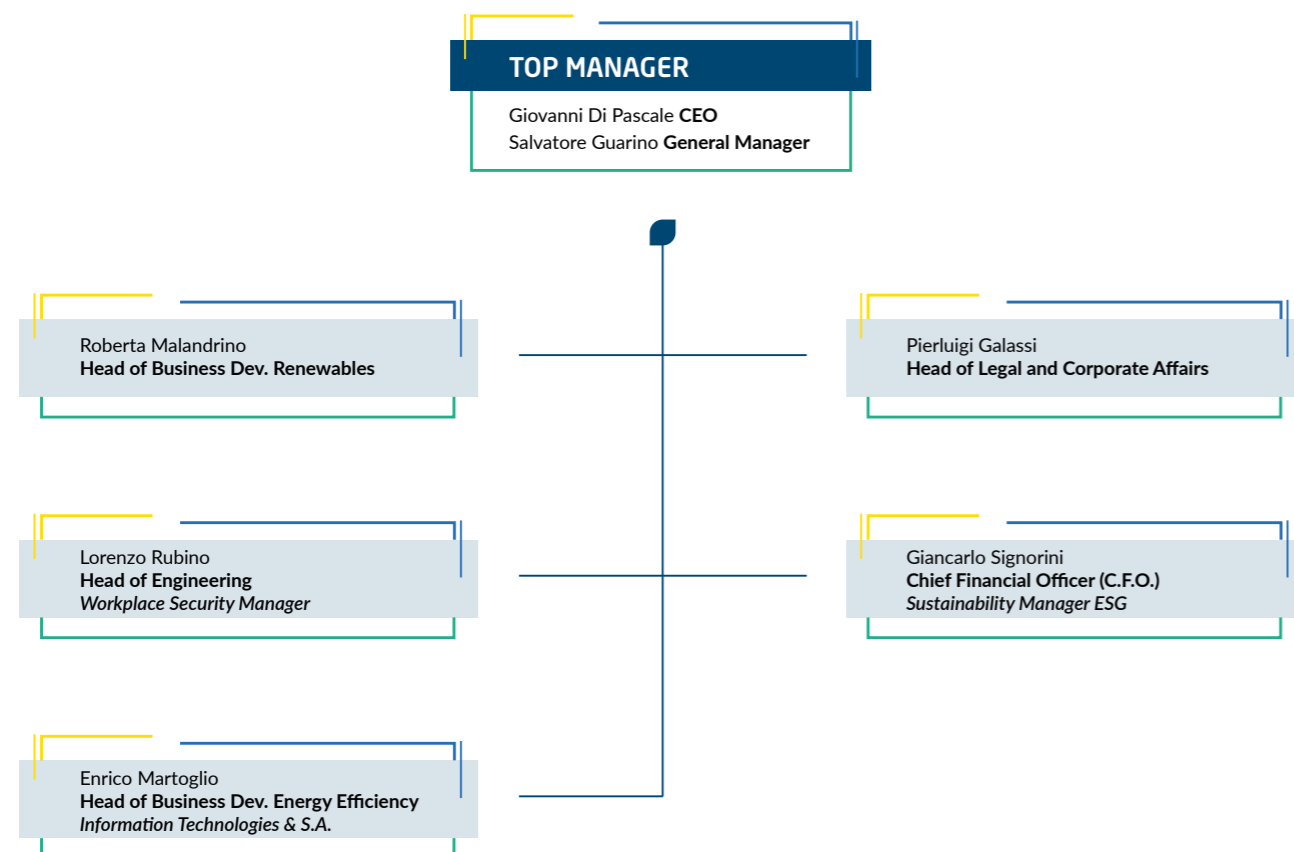 TOP MANAGER
Giovanni Di Pascale CEO
Salvatore Guarino General Manager
Roberta Malandrino
Head of Business Dev. Renewables
Pierluigi Galassi
Head of Legal and Corporate Affairs
Lorenzo Rubino
Head of Engineering
Workplace Security Manager
Giancarlo Signorini
Chief Financial Officer (C.F.O.)
Sustainability Manager ESG
Enrico Martoglio
Head of Business Dev. Energy Efficiency
Information Technologies & S.A.